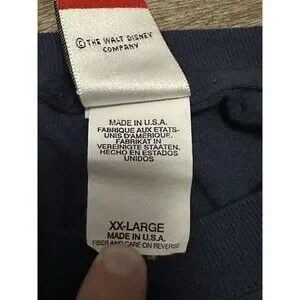 © THE WALT DISNEY
COMPANY
MADE IN U.S.A.
FABRIQUE AUX ETATS-
UNIS D'AMERIQUE.
FABRIKAT IN
VEREINIGTE STAATEN.
HECHO EN ESTADOS
UNIDOS
XX-LARGE
MADE IN U.S.A.
FIBER AND CARE ON REVERSE